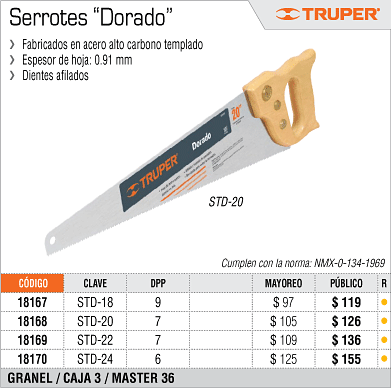 Serrotes “Dorado”
TRUPER®
Fabricados en acero alto carbono templado
Espesor de hoja: 0.91 mm
Dientes afilados
20"
Dorado
TRUPER®
STD-20
Cumplen con la norma: NMX-0-134-1969
CÓDIGO CLAVE DPP MAYOREO PÚBLICO R
18167 STD-18 9 $ 97 $ 119
18168 STD-20 7 $ 105 $ 126
18169 STD-22 7 $ 109 $ 136
18170 STD-24 6 $ 125 $ 155
GRANEL / CAJA 3 / MASTER 36